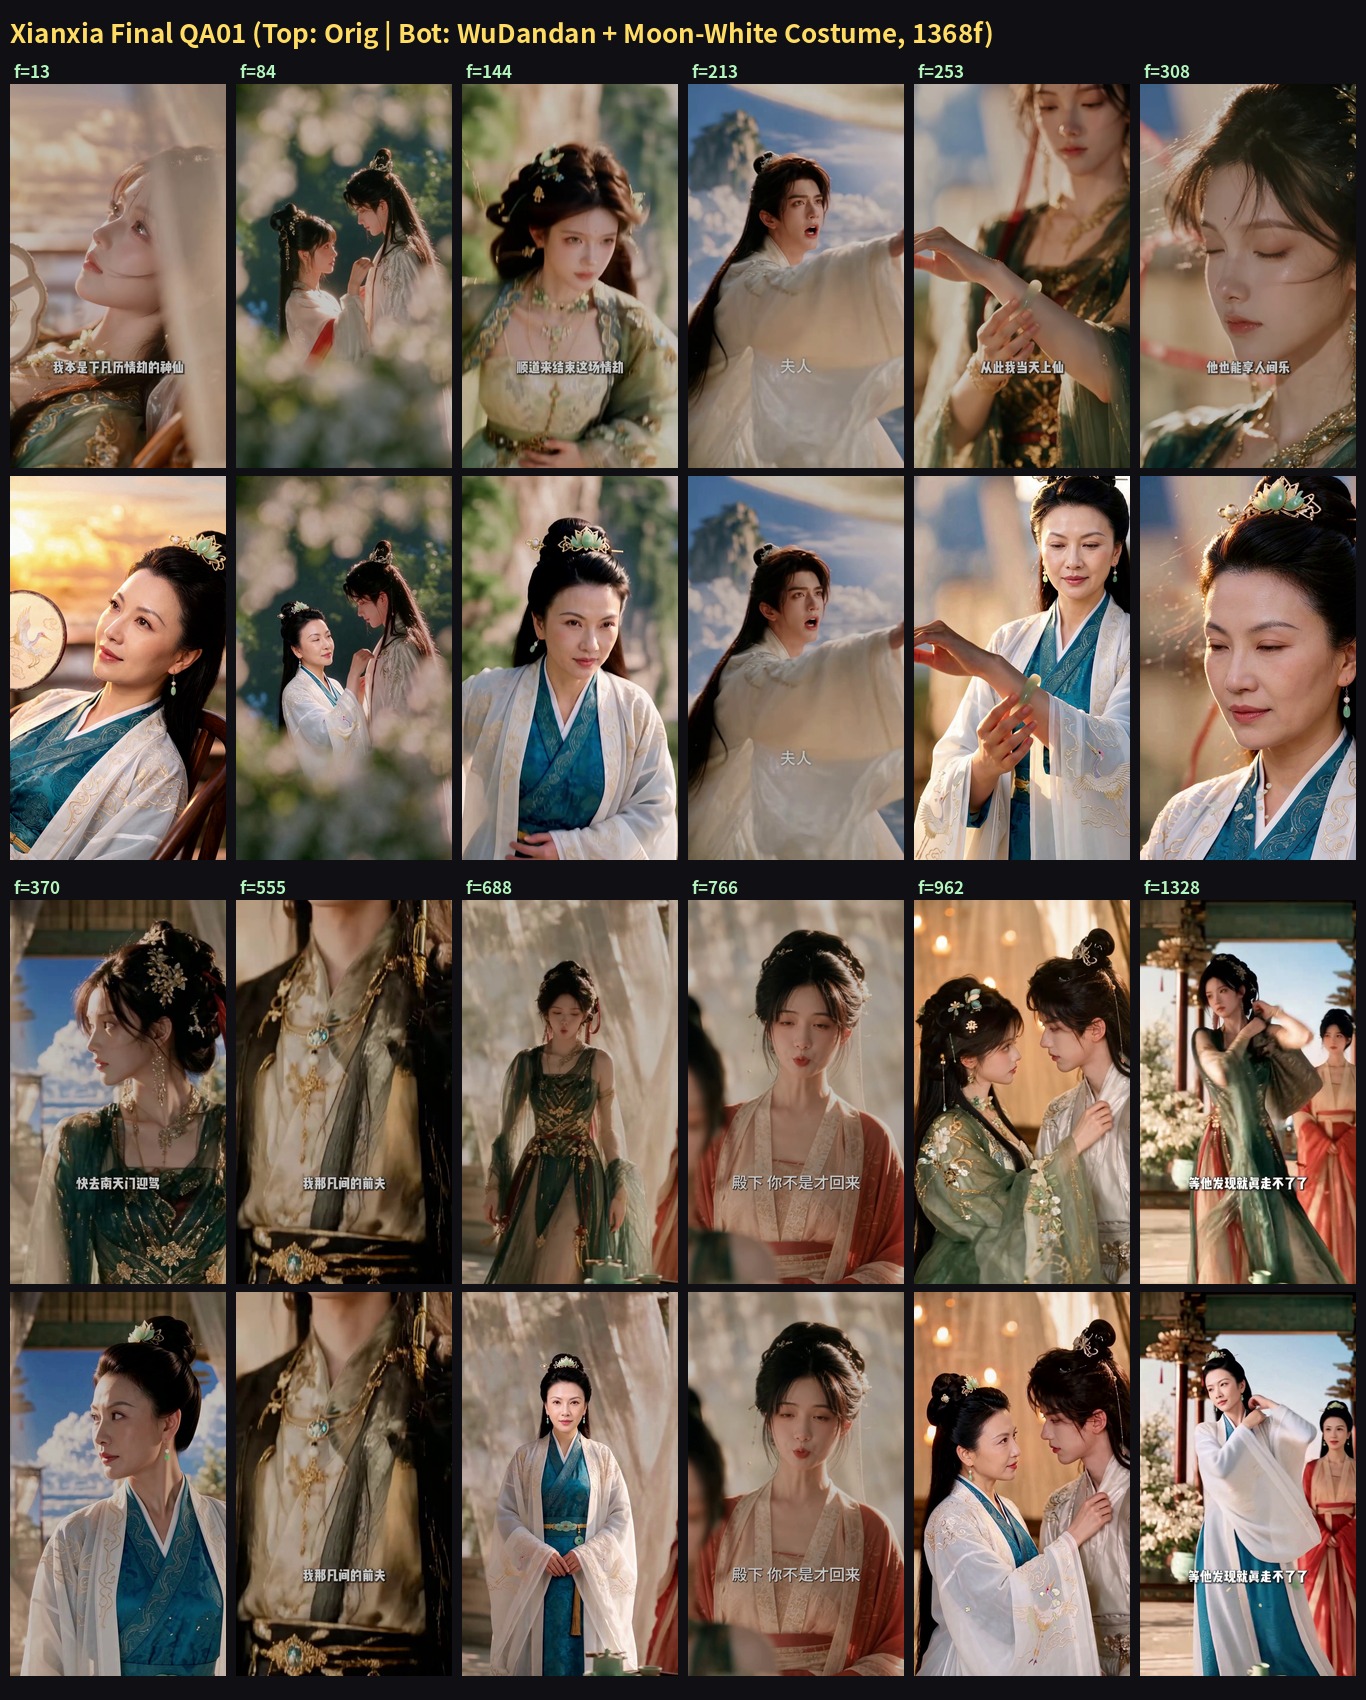 Xianxia Final QA01 (Top: Orig | Bot: WuDandan + Moon-White Costume, 1368f)
f=13
f=84
f=144
f=213
f=253
f=308
我本是下凡历情劫的神仙
顺道来结束这场情劫
夫人
从此我当天上仙
他也能享人间乐
夫人
f=370
f=555
f=688
f=766
f=962
f=1328
快去南天门迎驾
我那凡间的前夫
殿下 你不是才回来
等他发现就真走不了了
我那凡间的前夫
殿下 你不是才回来
等他发现就真走不了了